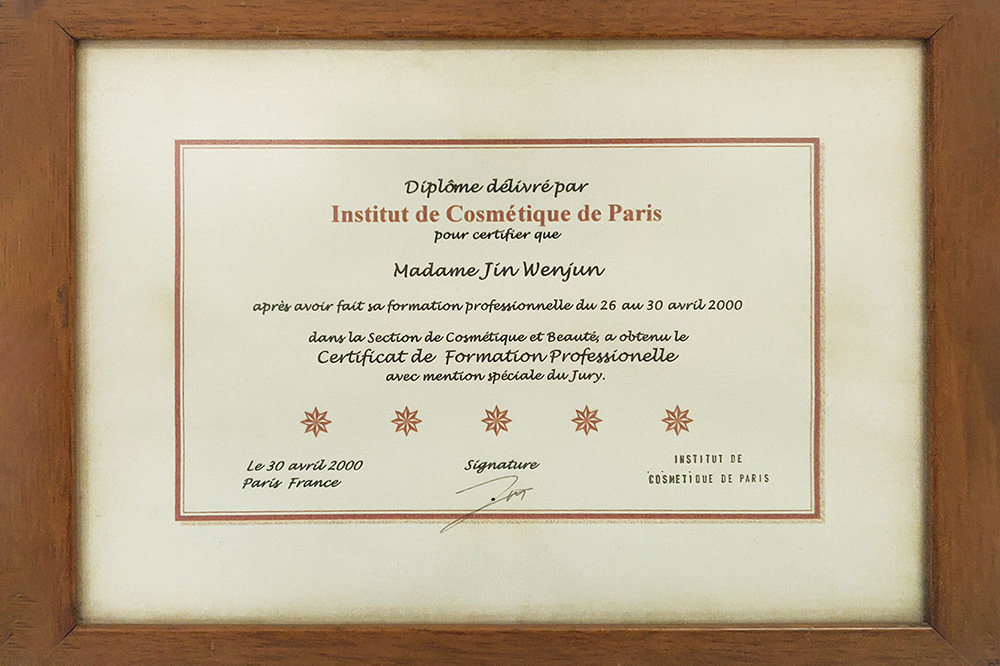 Diplôme délivré par
Institut de Cosmétique de Paris
pour certifier que
Madame Jin Wenjun
après avoir fait sa formation professionnelle du 26 au 30 avril 2000
dans la Section de Cosmétique et Beauté, a obtenu le
Certificat de Formation Professionelle
avec mention spéciale du Jury.
Le 30 avril 2000
Paris France
Signature
INSTITUT DE
COSMETIQUE DE PARIS